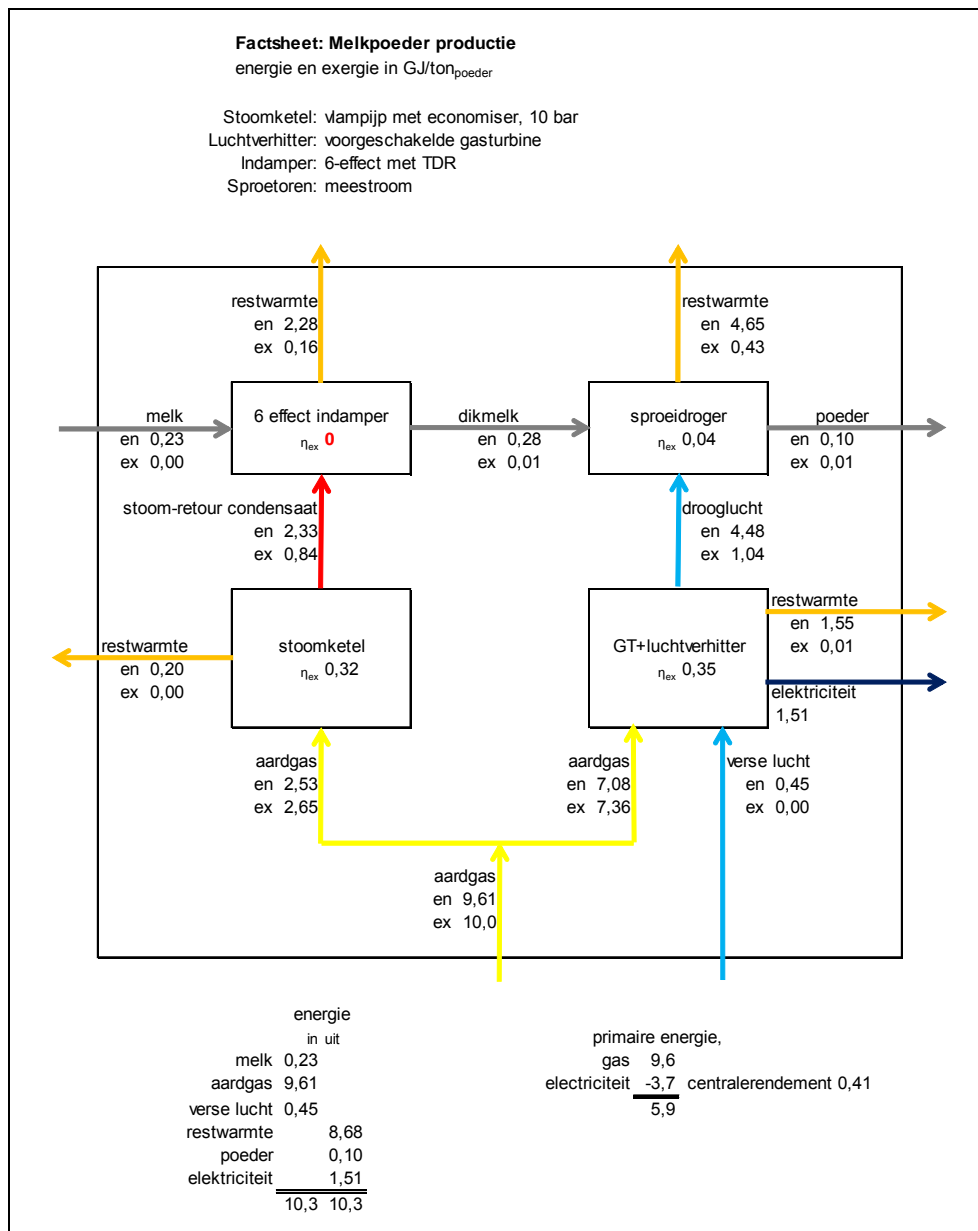 Factsheet: Melkpoeder productie
energie en exergie in GJ/ton poeder
Stoomketel: vlampijp met economiser, 10 bar
Luchtverhitter: voorgeschakelde gasturbine
Indamper: 6-effect met TDR
Sproetoren: meestroom
restwarmte
en 2,28
ex 0,16
restwarmte
en 4,65
ex 0,43
melk
en 0,23
ex 0,00
6 effect indamper
ηex 0
dikmelk
en 0,28
ex 0,01
sproeidroger
ηex 0,04
poeder
en 0,10
ex 0,01
stoom-retour condensaat
en 2,33
ex 0,84
drooglucht
en 4,48
ex 1,04
restwarmte
en 0,20
ex 0,00
stoomketel
ηex 0,32
GT+luchtverhitter
ηex 0,35
restwarmte
en 1,55
ex 0,01
elektriciteit
1,51
aardgas
en 2,53
ex 2,65
aardgas
en 7,08
ex 7,36
verse lucht
en 0,45
ex 0,00
aardgas
en 9,61
ex 10,0
energie
in uit
melk 0,23
aardgas 9,61
verse lucht 0,45
restwarmte 8,68
poeder 0,10
elektriciteit 1,51
10,3 10,3
primaire energie,
gas 9,6
electriciteit -3,7 centralerendement 0,41
5,9